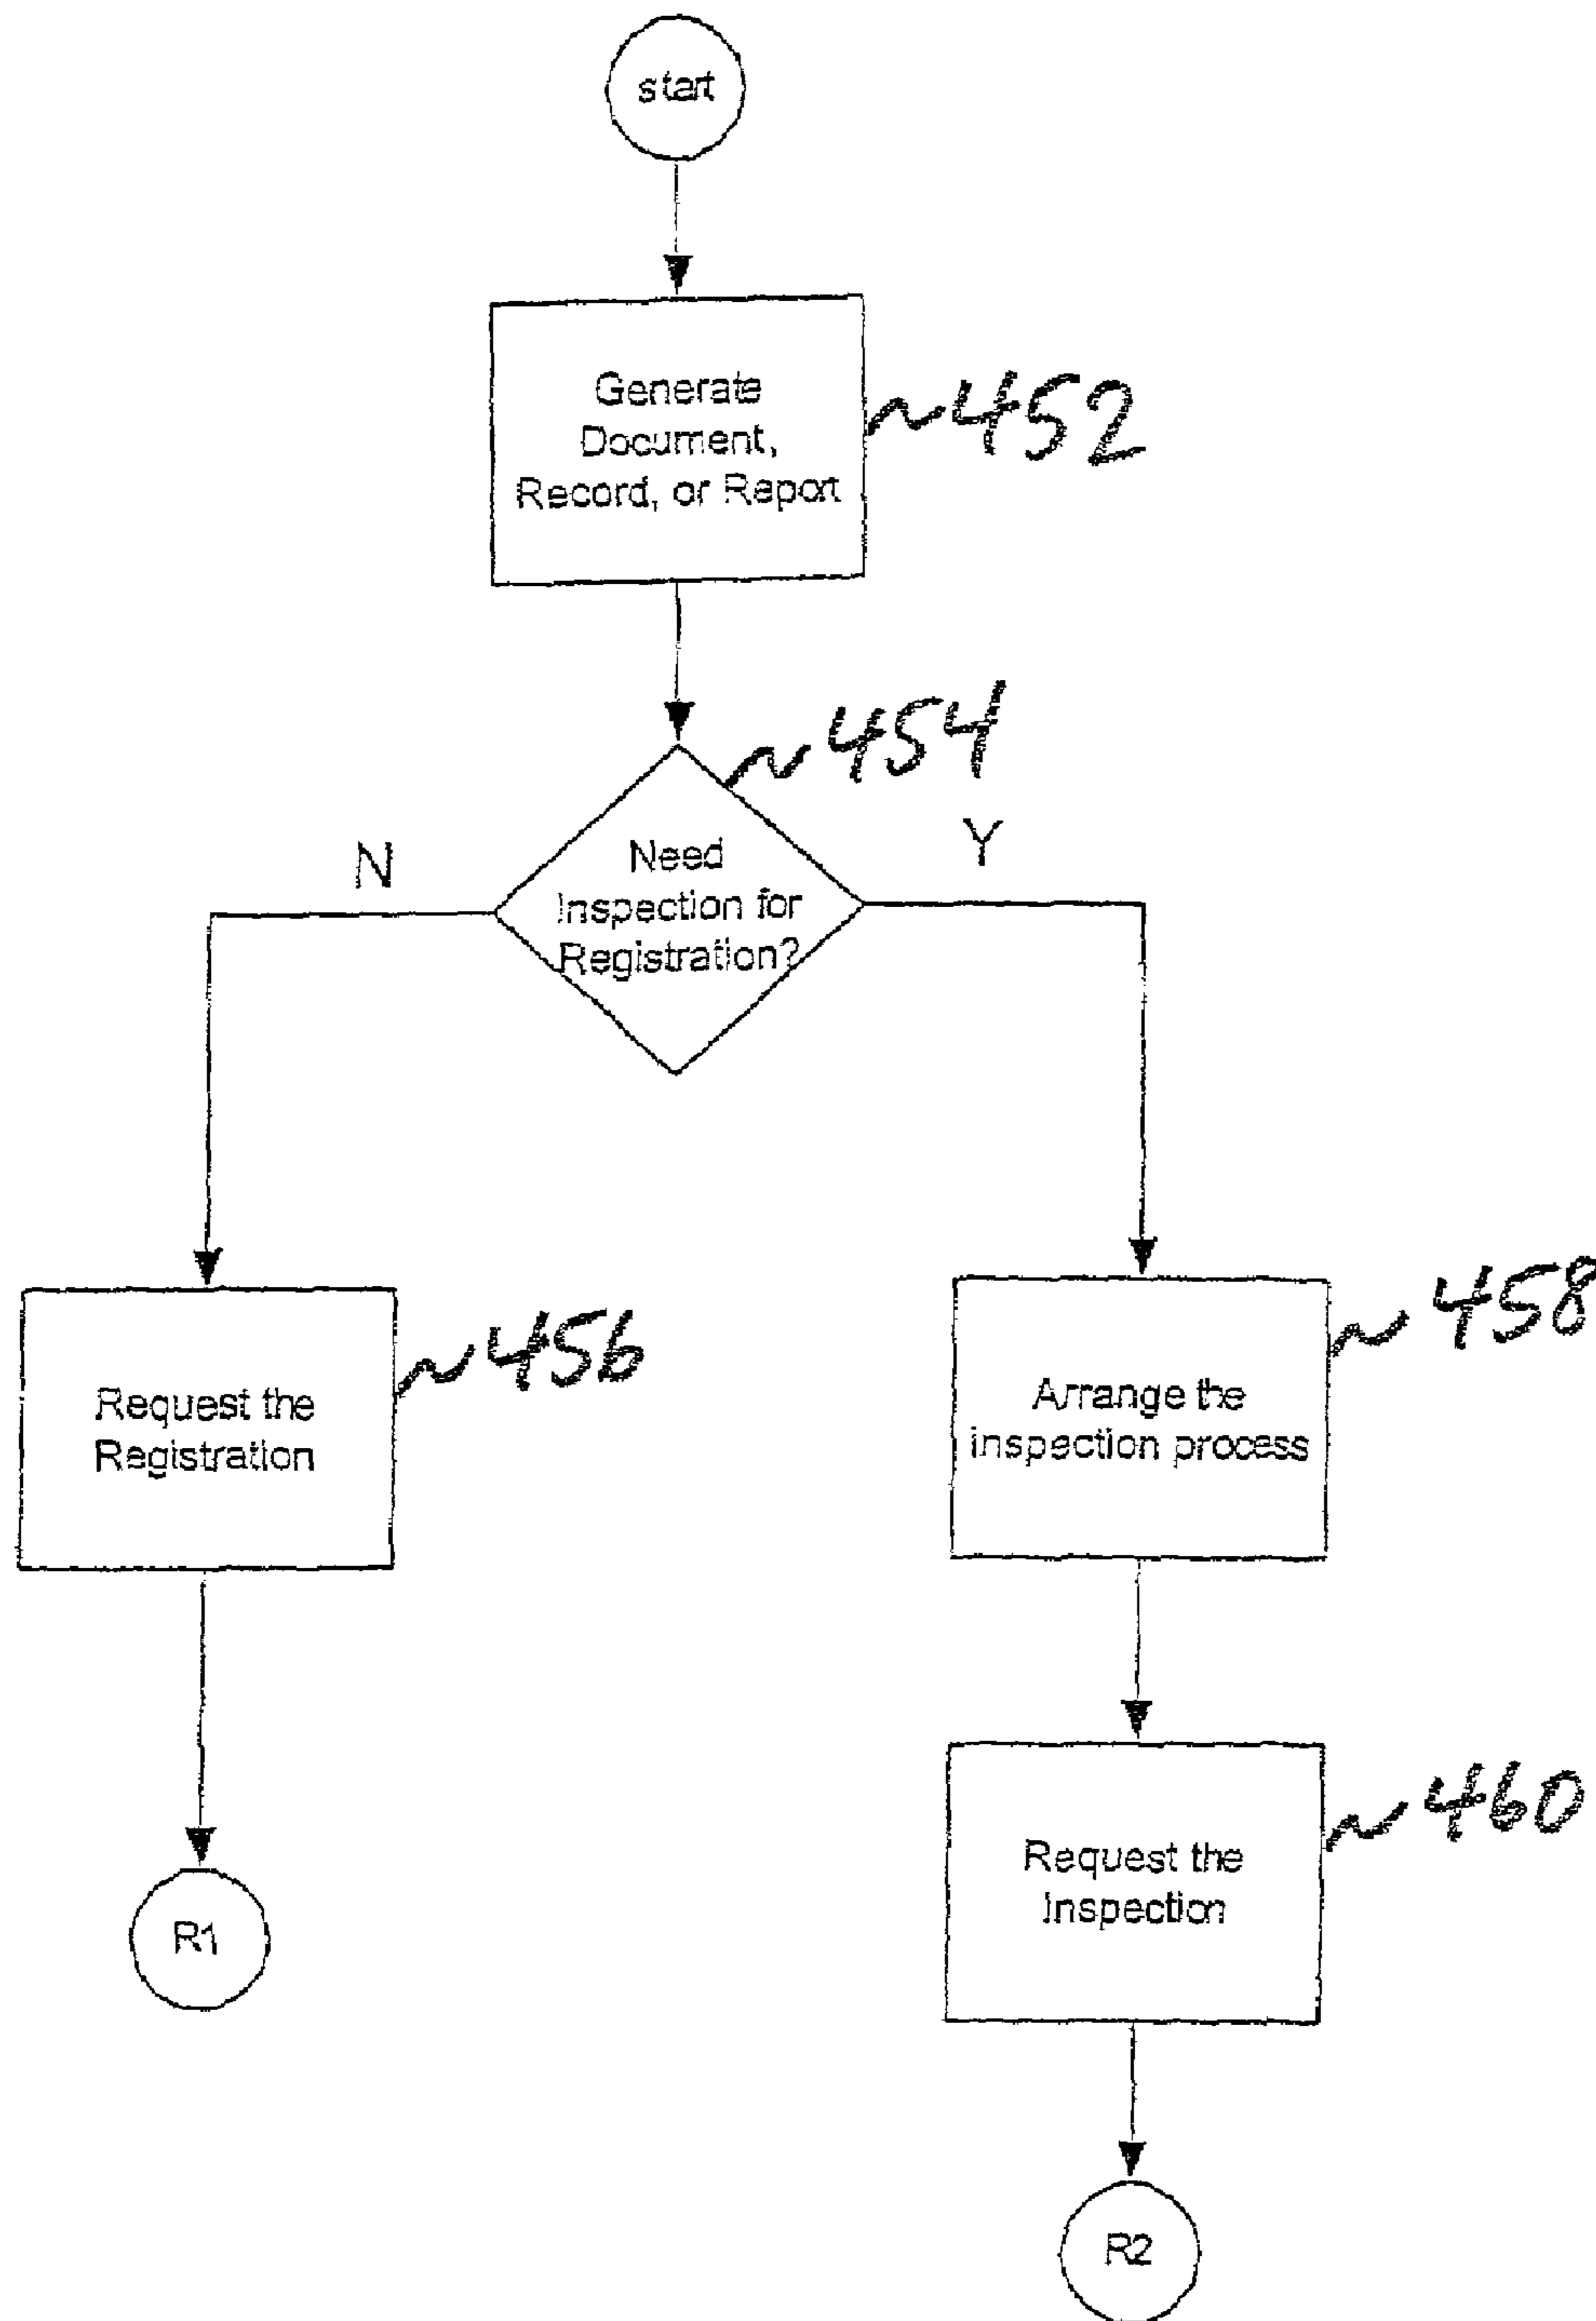 start
Generate
Document,
Record, or Report
~452
~454
N
Y
Need
Inspection for
Registration?
~456
Request the
Registration
~458
Arrange the
inspection process
~460
Request the
Inspection
R1
R2